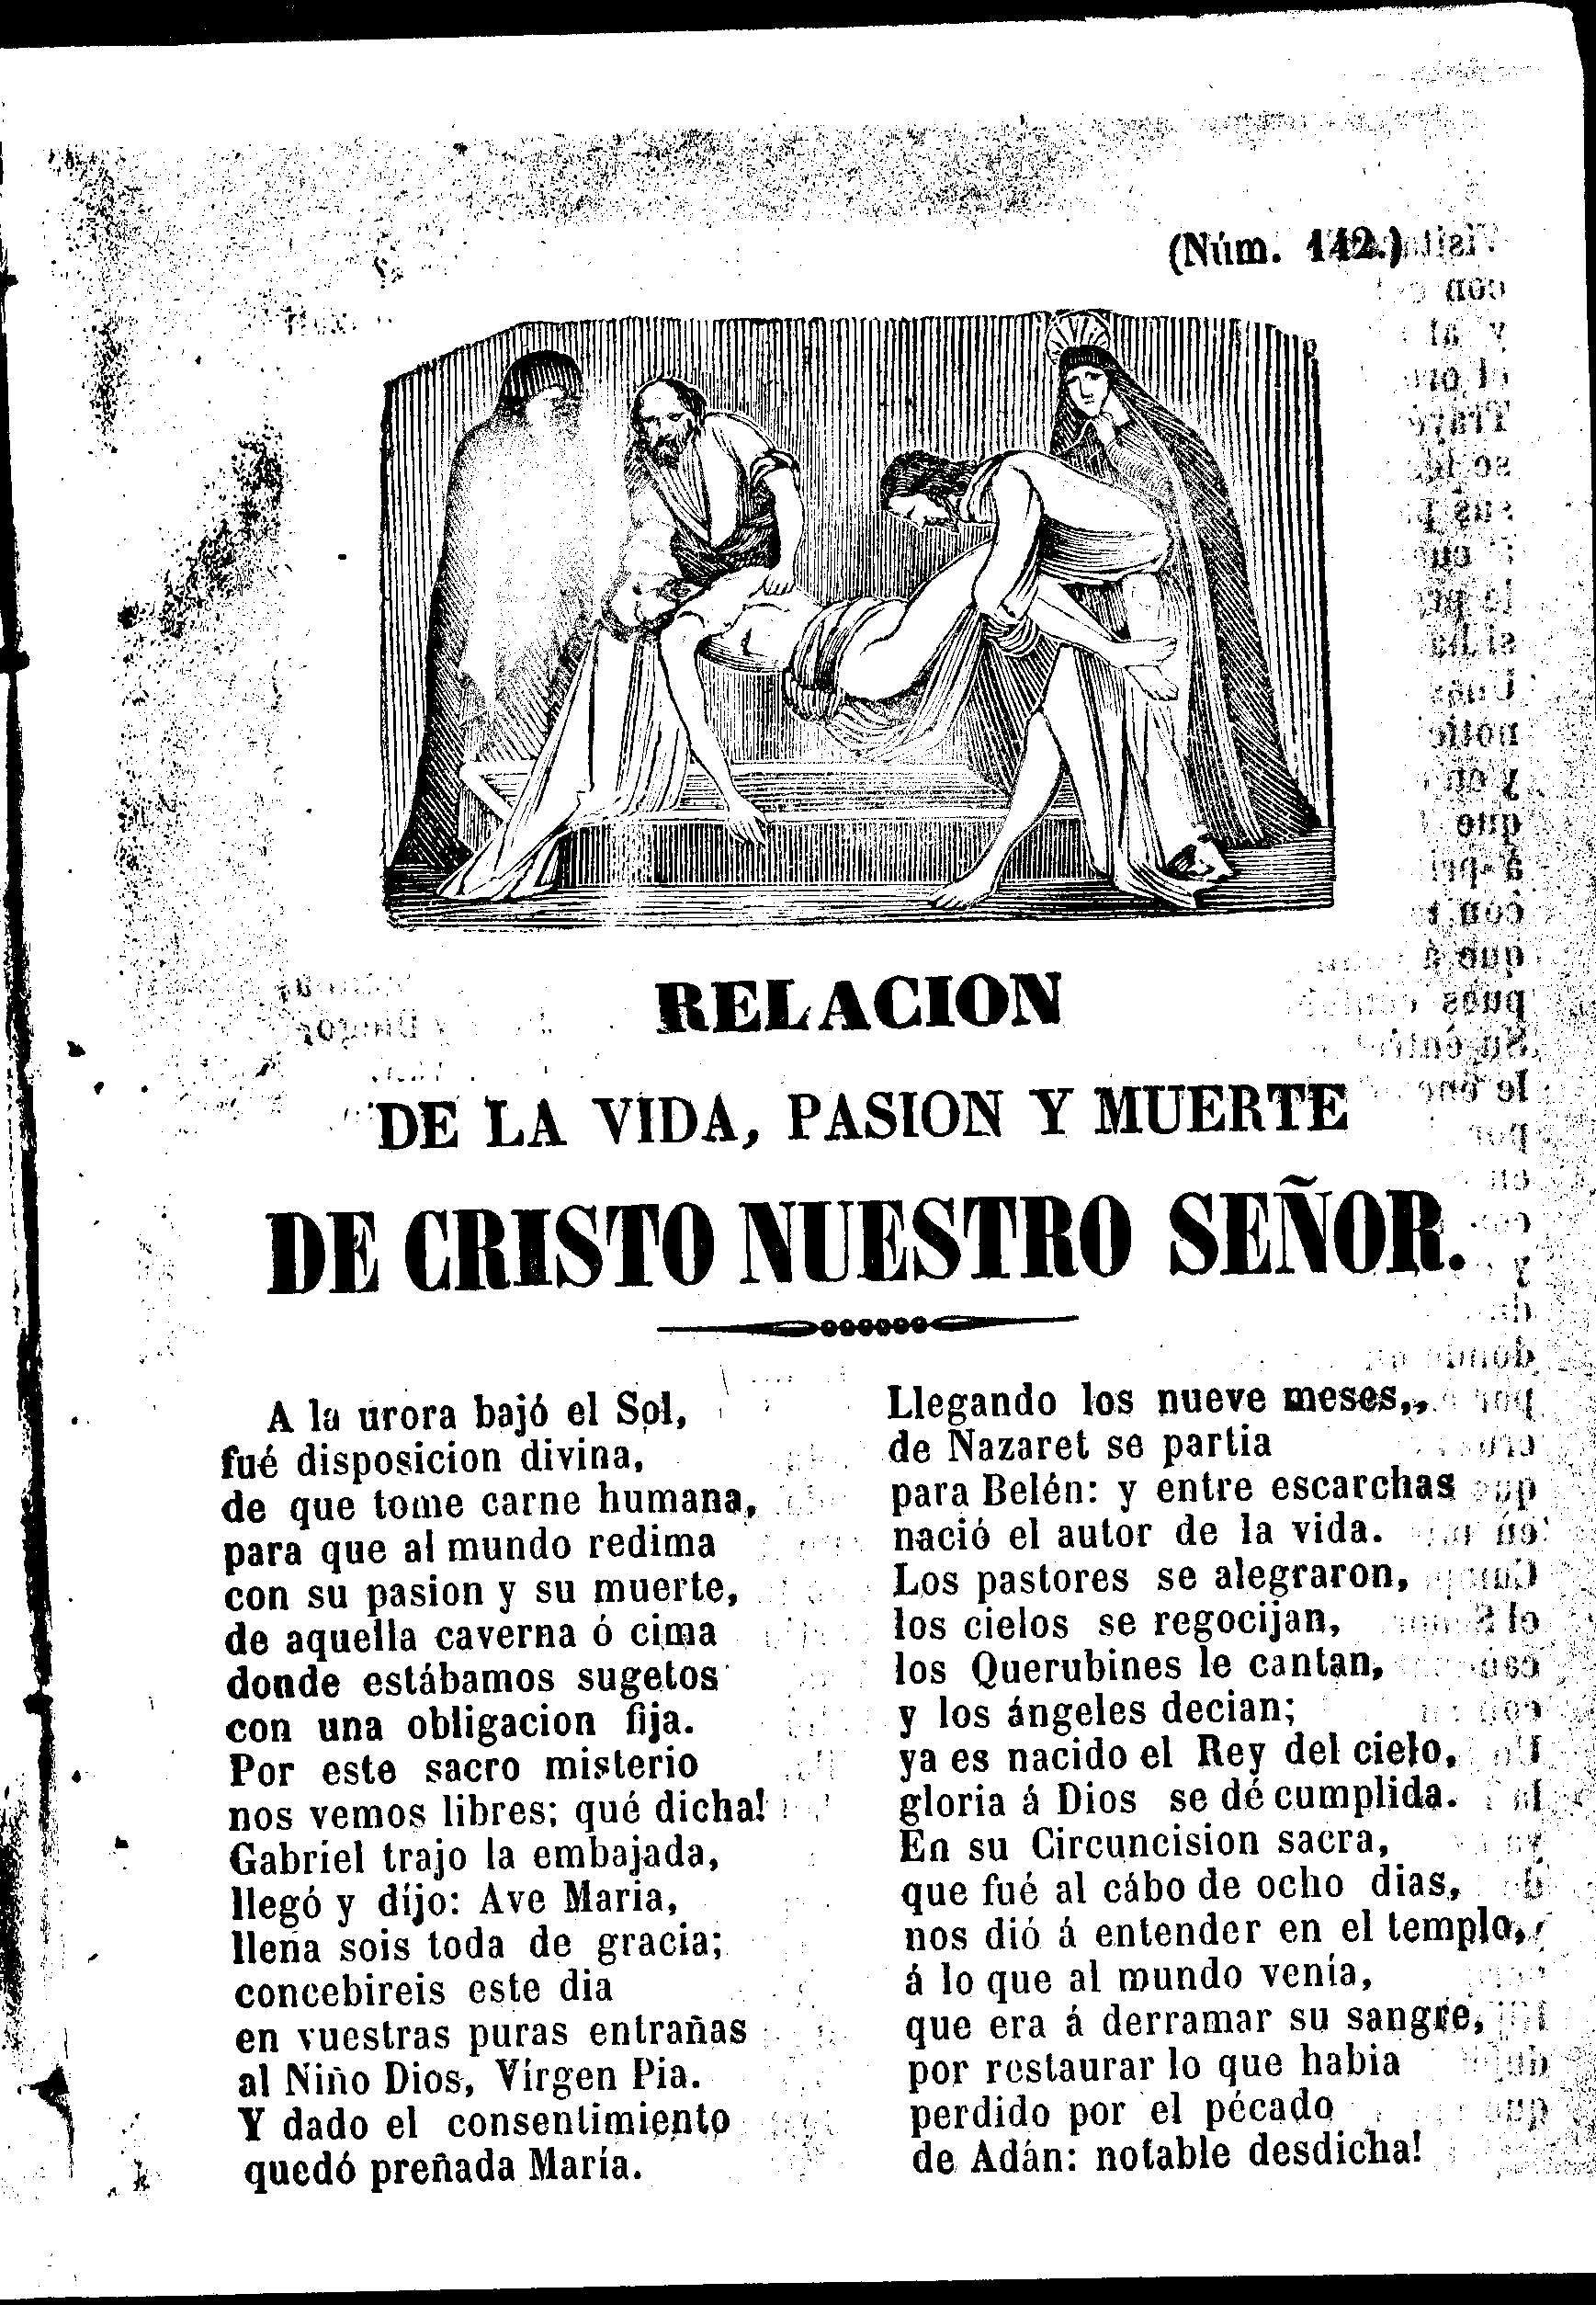 (Núm. 142.)
RELACION
DE LA VIDA, PASION Y MUERTE
DE CRISTO NUESTRO SEÑOR.
A la urora bajó el Sol,
fué disposicion divina,
de que tome carne humana,
para que al mundo redima
con su pasion y su muerte,
de aquella caverna ó cima
donde estábamos sugetos
con una obligacion fija.
Por este sacro misterio
nos vemos libres; qué dicha!
Gabriel trajo la embajada,
llegó y díjo: Ave Maria,
llena sois toda de gracia;
concebireis este dia
en vuestras puras entrañas
al Niño Dios, Vírgen Pia.
Y dado el consentimiento
quedó preñada María.
Llegando los nueve meses,,
de Nazaret se partia
para Belén: y entre escarchas
nació el autor de la vida.
Los pastores se alegraron,
los cielos se regocijan,
los Querubines le cantan,
y los ángeles decian;
ya es nacido el Rey del cielo,
gloria á Dios se dé cumplida.
En su Circuncision sacra,
que fué al cábo de ocho dias,
nos dió á entender en el templo,
á lo que al mundo venía,
que era á derramar su sangre,
por restaurar lo que habia
perdido por el pécado
de Adán: notable desdicha!